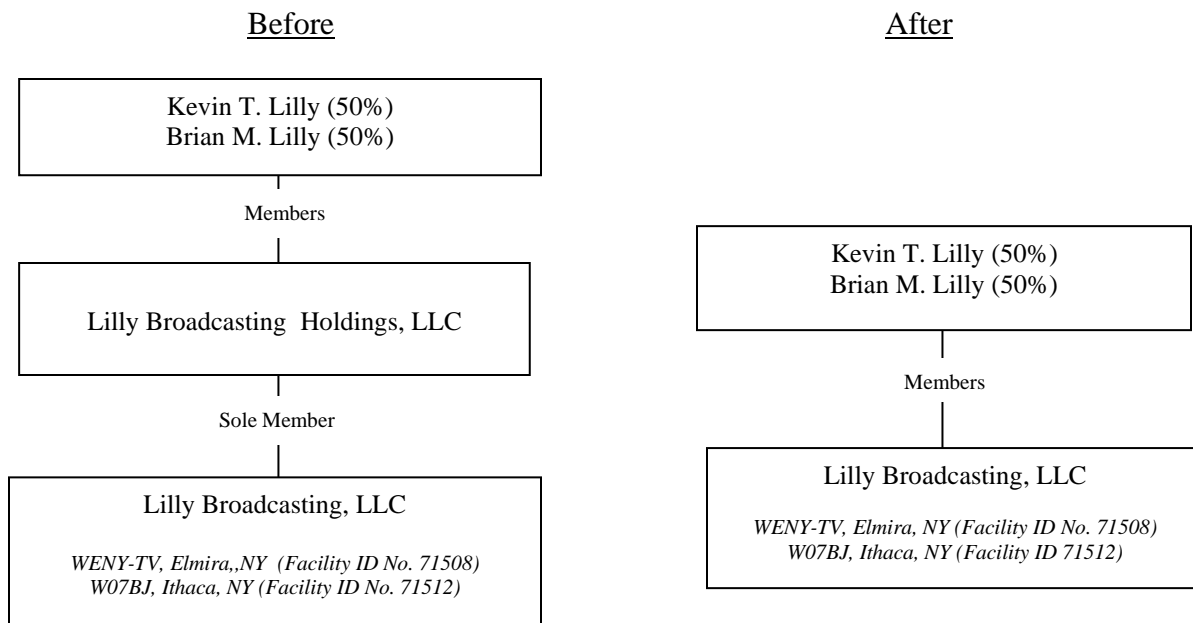 Before
Kevin T. Lilly (50%)
Brian M. Lilly (50%)
Members
Lilly Broadcasting Holdings, LLC
Sole Member
Lilly Broadcasting, LLC
WENY-TV, Elmira,,NY (Facility ID No. 71508)
W07BJ, Ithaca, NY (Facility ID No. 71512)
After
Kevin T. Lilly (50%)
Brian M. Lilly (50%)
Members
Lilly Broadcasting, LLC
WENY-TV, Elmira, NY (Facility ID No. 71508)
W07BJ, Ithaca, NY (Facility ID 71512)